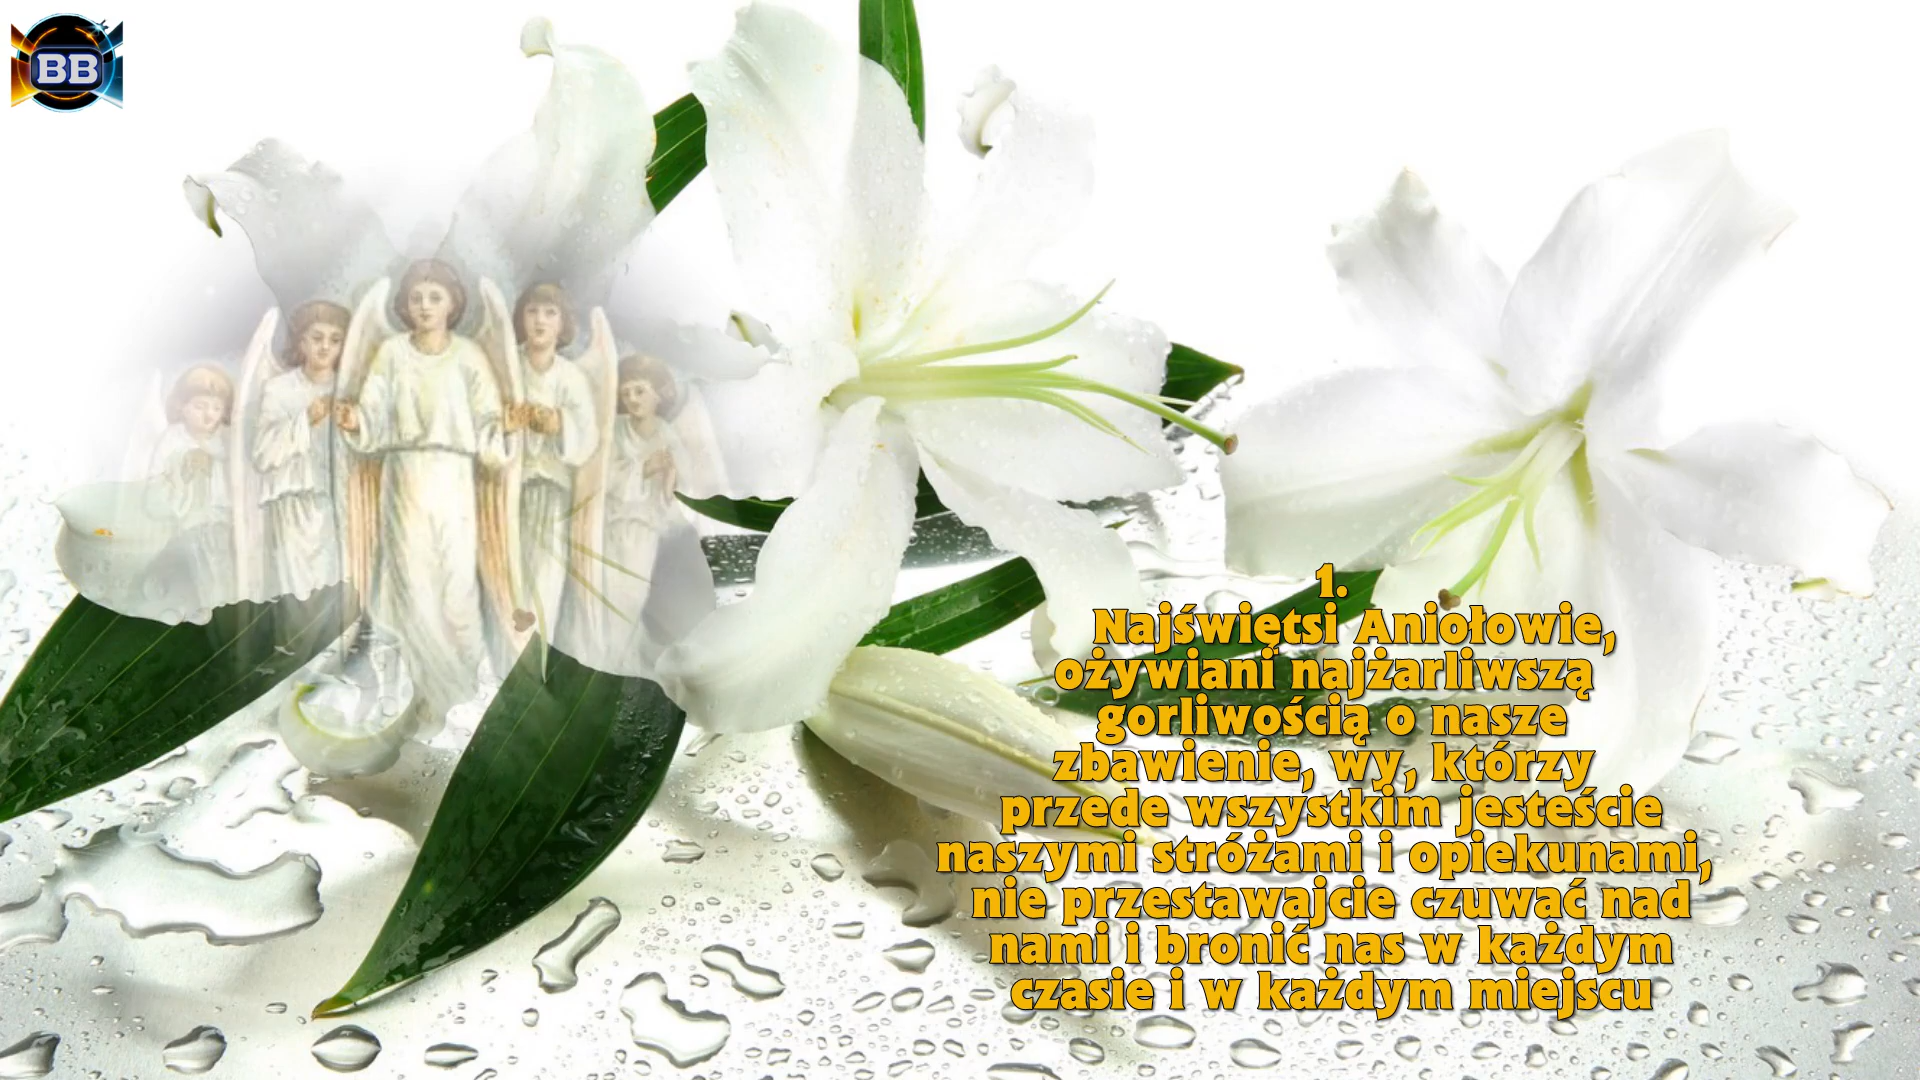 BB
1.
Najświętsi Aniołowie,
ożywiani najżarliwszą
gorliwością o nasze
zbawienie, wy, którzy
przede wszystkim jesteście
naszymi stróżami i opiekunami,
nie przestawajcie czuwać nad
nami i bronić nas w każdym
czasie i w każdym miejscu